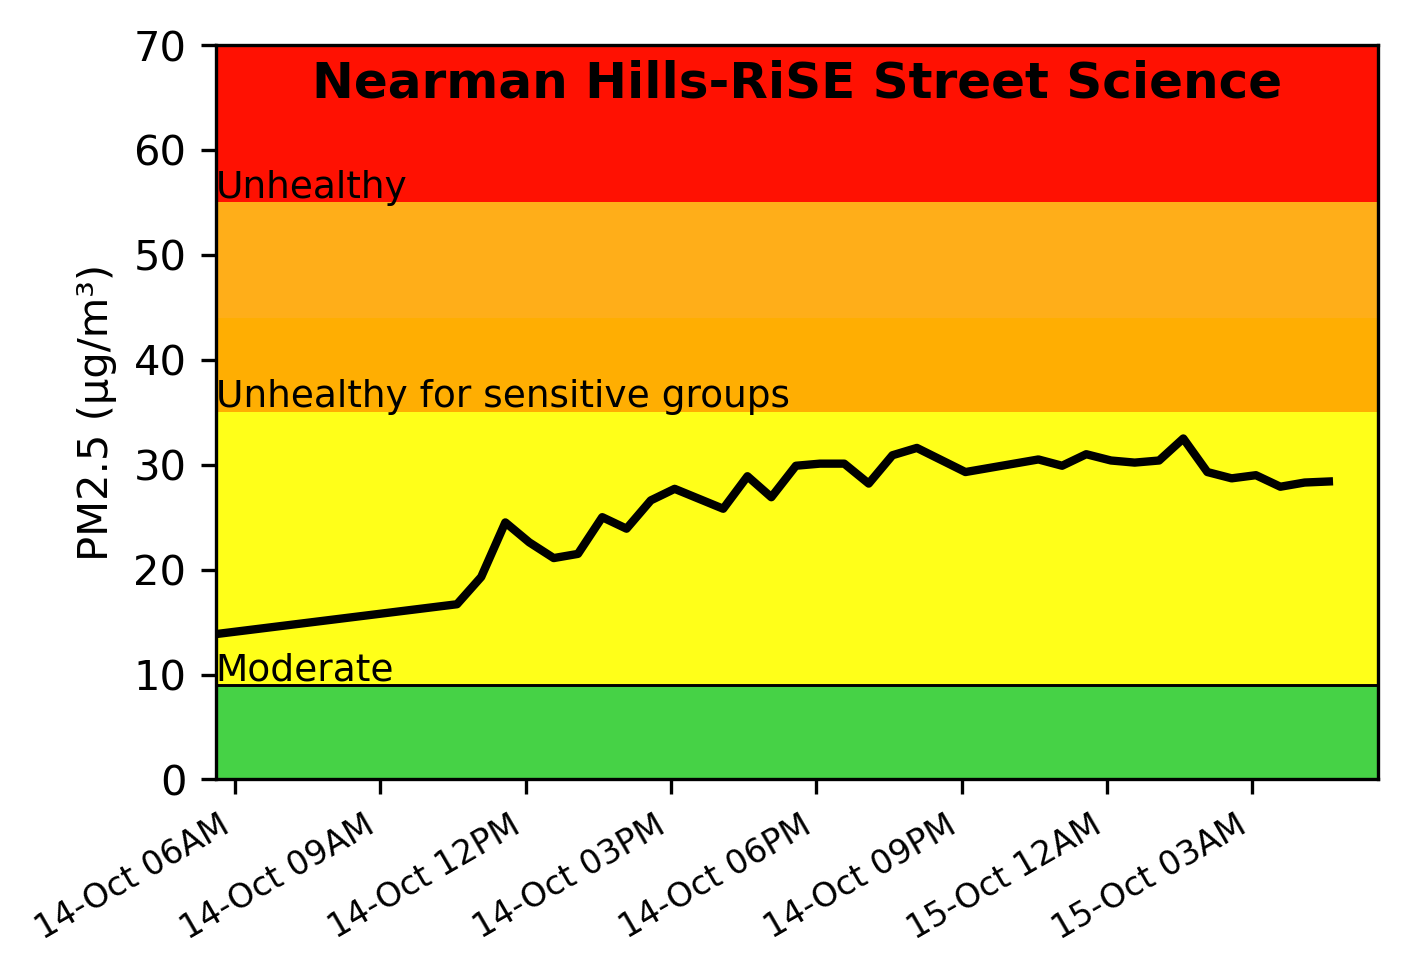 Nearman Hills-RiSE Street Science
70
60
50
40
30
20
10
0
PM2.5 (µg/m³)
Unhealthy
Unhealthy for sensitive groups
Moderate
14-Oct 06AM
14-Oct 09AM
14-Oct 12PM
14-Oct 03PM
14-Oct 06PM
14-Oct 09PM
15-Oct 12AM
15-Oct 03AM